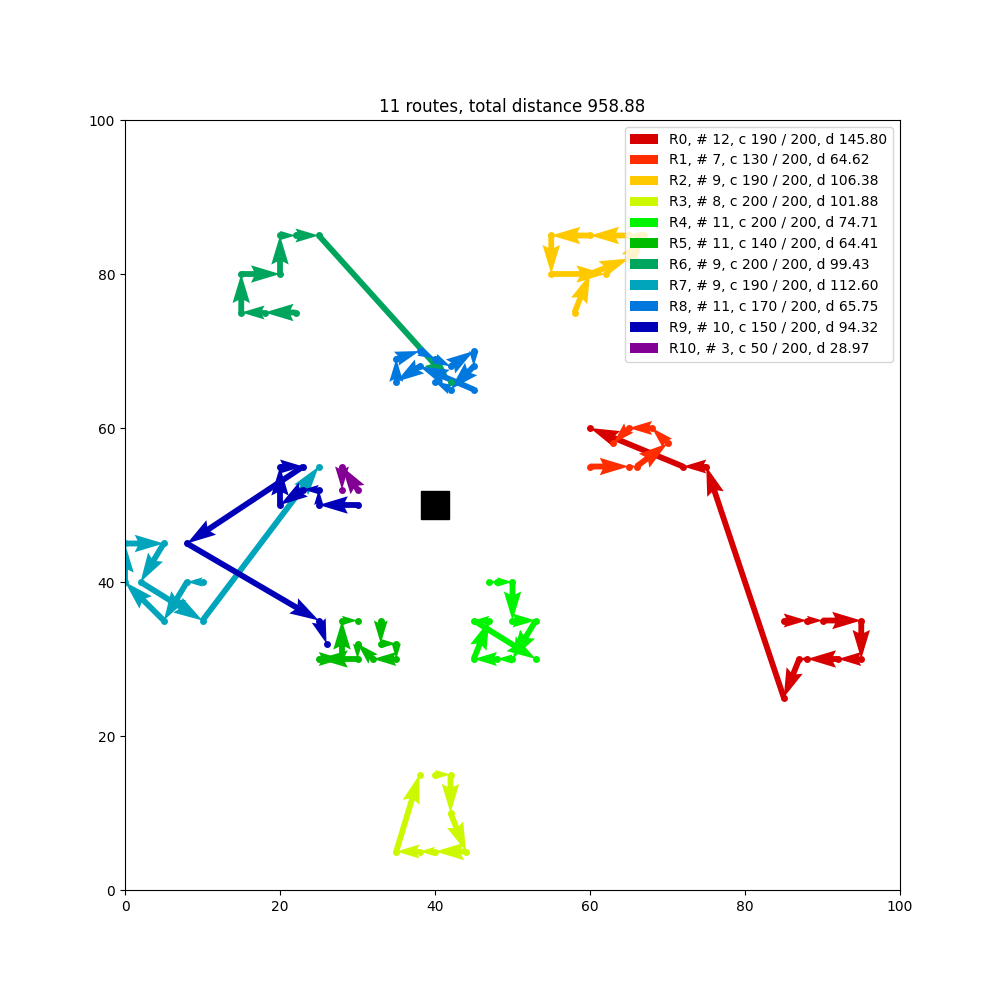 11 routes, total distance 958.88
100
80
60
40
20
0
0 20 40 60 80 100
R0, # 12, c 190 / 200, d 145.80
R1, # 7, c 130 / 200, d 64.62
R2, # 9, c 190 / 200, d 106.38
R3, # 8, c 200 / 200, d 101.88
R4, # 11, c 200 / 200, d 74.71
R5, # 11, c 140 / 200, d 64.41
R6, # 9, c 200 / 200, d 99.43
R7, # 9, c 190 / 200, d 112.60
R8, # 11, c 170 / 200, d 65.75
R9, # 10, c 150 / 200, d 94.32
R10, # 3, c 50 / 200, d 28.97